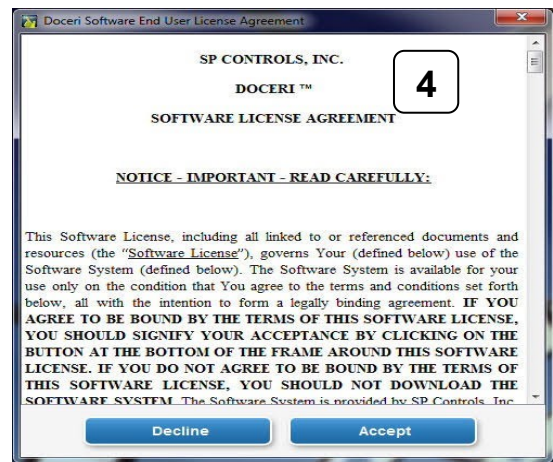 Doceri Software End User License Agreement
SP CONTROLS, INC.
4
DOCERI ™
SOFTWARE LICENSE AGREEMENT
NOTICE - IMPORTANT - READ CAREFULLY:
This Software License, including all linked to or referenced documents and
resources (the “Software License”), governs Your (defined below) use of the
Software System (defined below). The Software System is available for your
use only on the condition that You agree to the terms and conditions set forth
below, all with the intention to form a legally binding agreement. IF YOU
AGREE TO BE BOUND BY THE TERMS OF THIS SOFTWARE LICENSE,
YOU SHOULD SIGNIFY YOUR ACCEPTANCE BY CLICKING ON THE
BUTTON AT THE BOTTOM OF THE FRAME AROUND THIS SOFTWARE
LICENSE. IF YOU DO NOT AGREE TO BE BOUND BY THE TERMS OF
THIS SOFTWARE LICENSE, YOU SHOULD NOT DOWNLOAD THE
SOFTWARE SYSTEM. The Software System is provided by SP Controls, Inc.
Decline
Accept